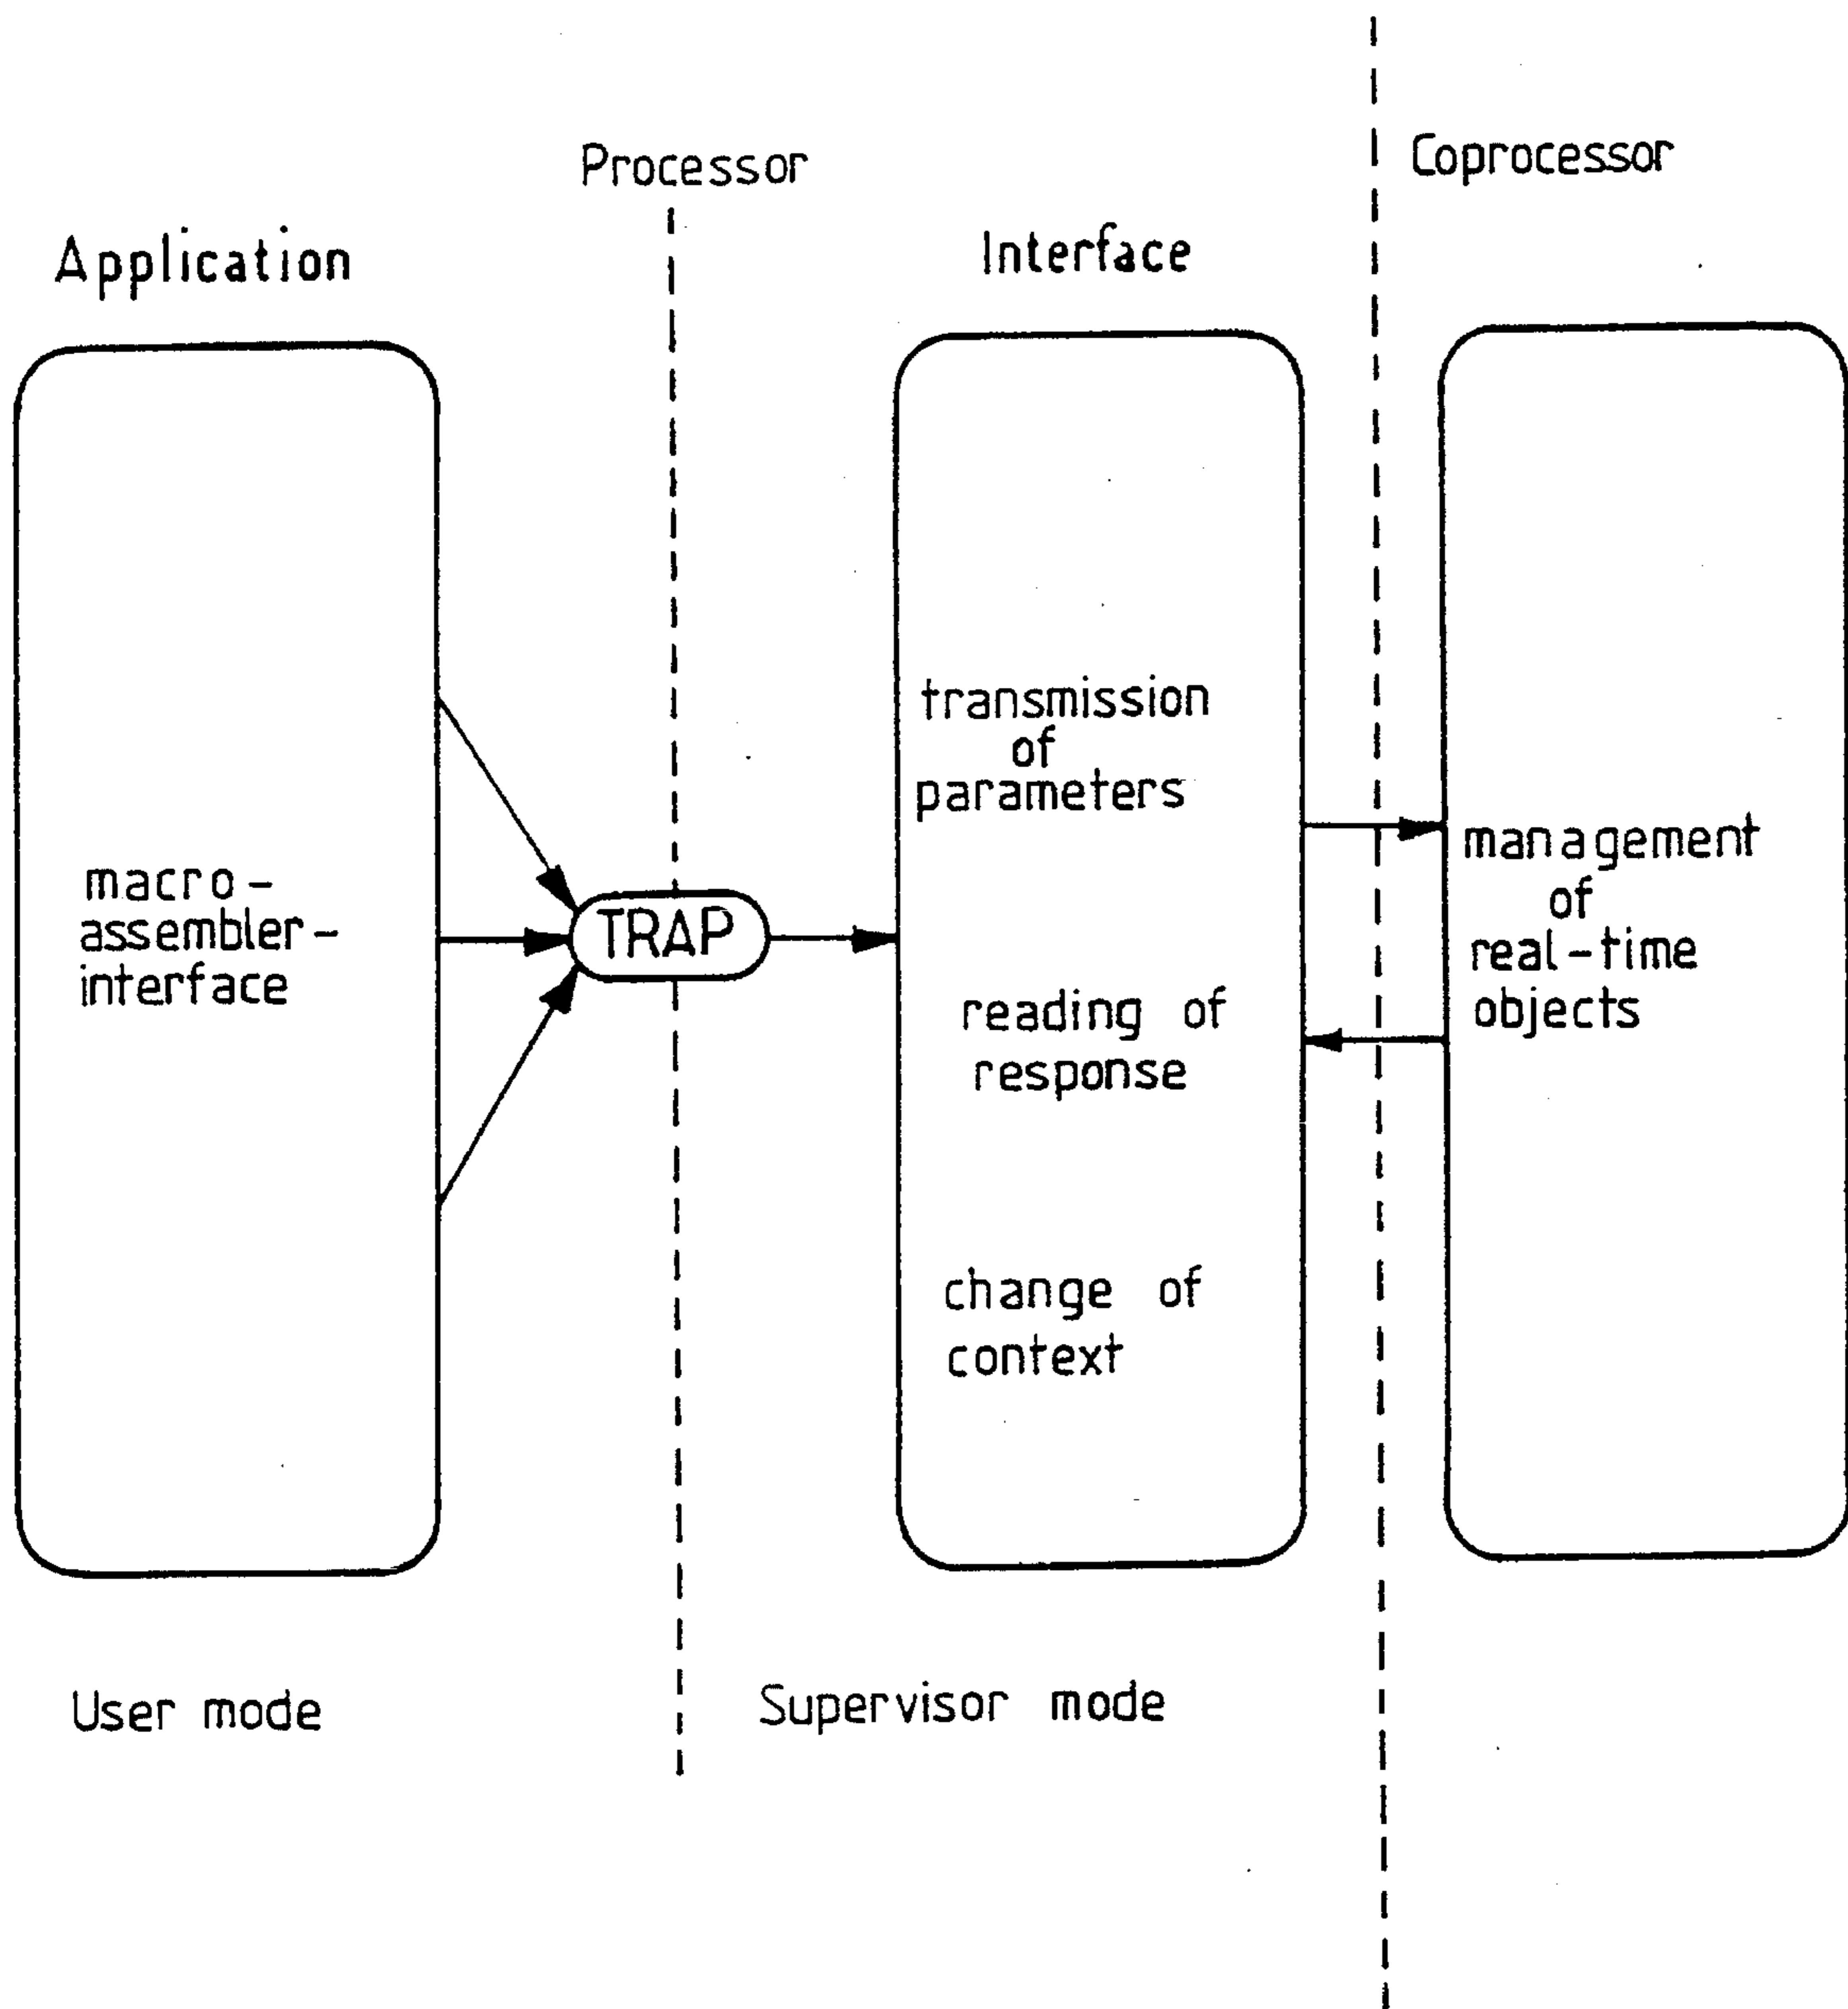 Processor
Coprocessor
Application
Interface
macro-
assembler-
interface
TRAP
transmission
of
parameters
reading of
response
change of
context
management
of
real-time
objects
User mode
Supervisor mode